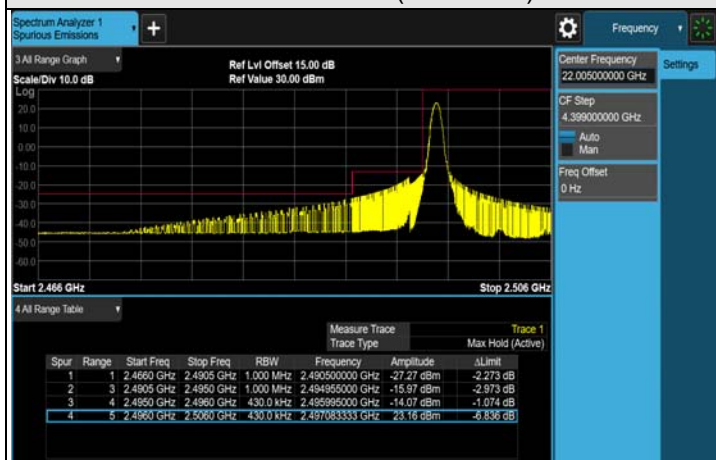 Spectrum Analyzer 1
Spurious Emissions
Frequency
3 All Range Graph
Ref Lvl Offset 15.00 dB
Scale/Div 10.0 dB
Ref Value 30.00 dBm
Log
20.0
10.0
0.00
-10.0
-20.0
-30.0
-40.0
-50.0
-60.0
Start 2.466 GHz
Stop 2.506 GHz
Center Frequency
22.005000000 GHz
Settings
CF Step
4.399000000 GHz
Auto
Man
Freq Offset
0 Hz
4 All Range Table
Measure Trace Trace 1
Trace Type Max Hold (Active)
Spur Range Start Freq Stop Freq RBW Frequency Amplitude ΔLimit
1 1 2.4660 GHz 2.4905 GHz 1.000 MHz 2.490500000 GHz -27.27 dBm -2.273 dB
2 3 2.4905 GHz 2.4950 GHz 1.000 MHz 2.494955000 GHz -15.97 dBm -2.973 dB
3 4 2.4950 GHz 2.4960 GHz 430.0 kHz 2.495995000 GHz -14.07 dBm -1.074 dB
4 5 2.4960 GHz 2.5060 GHz 430.0 kHz 2.497083333 GHz 23.16 dBm -6.836 dB